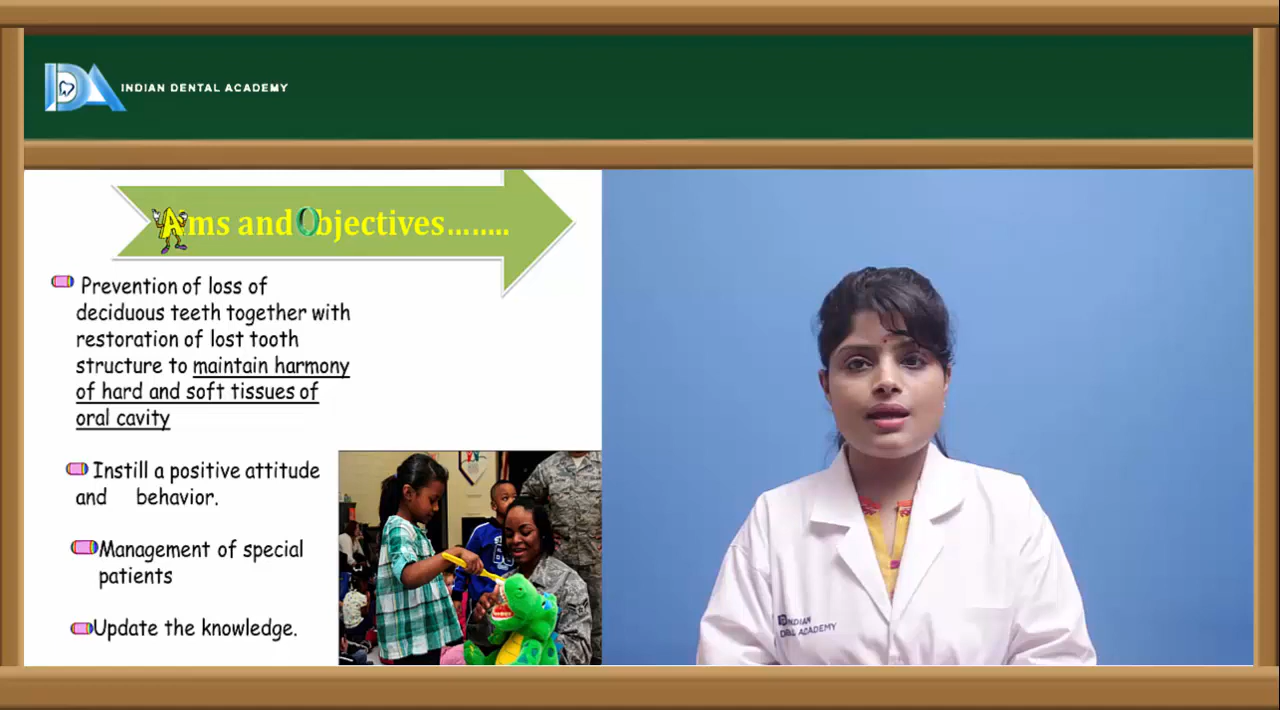 IDA INDIAN DENTAL ACADEMY
Aims and Objectives........
Prevention of loss of
deciduous teeth together with
restoration of lost tooth
structure to maintain harmony
of hard and soft tissues of
oral cavity
Instill a positive attitude
and behavior.
Management of special
patients
Update the knowledge.
INDIAN
DENTAL ACADEMY